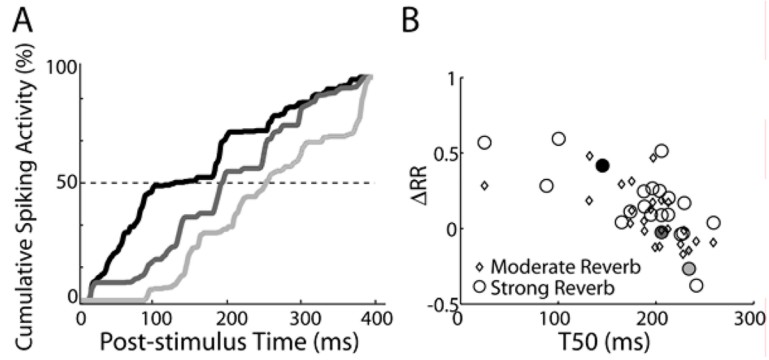 A
Cumulative Spiking Activity (%)
100
50
0
0 100 200 300 400
Post-stimulus Time (ms)
B
ΔRR
1
0.5
0
-0.5
Moderate Reverb
Strong Reverb
0 100 200 300
T50 (ms)